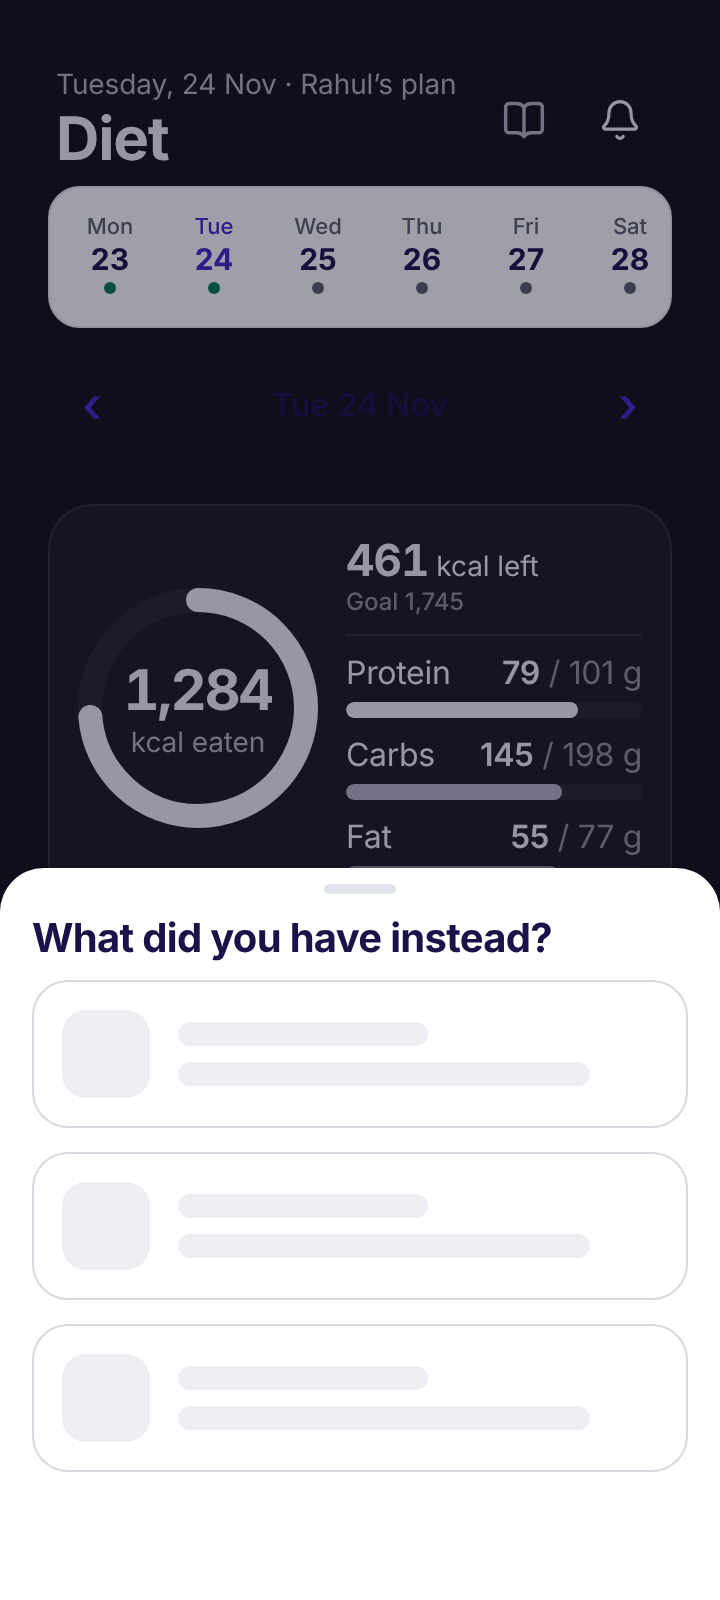 Tuesday, 24 Nov · Rahul’s plan
Diet
Mon Tue Wed Thu Fri Sat
23 24 25 26 27 28
‹ Tue 24 Nov ›
461 kcal left
Goal 1,745
1,284
kcal eaten
Protein 79 / 101 g
Carbs 145 / 198 g
Fat 55 / 77 g
What did you have instead?